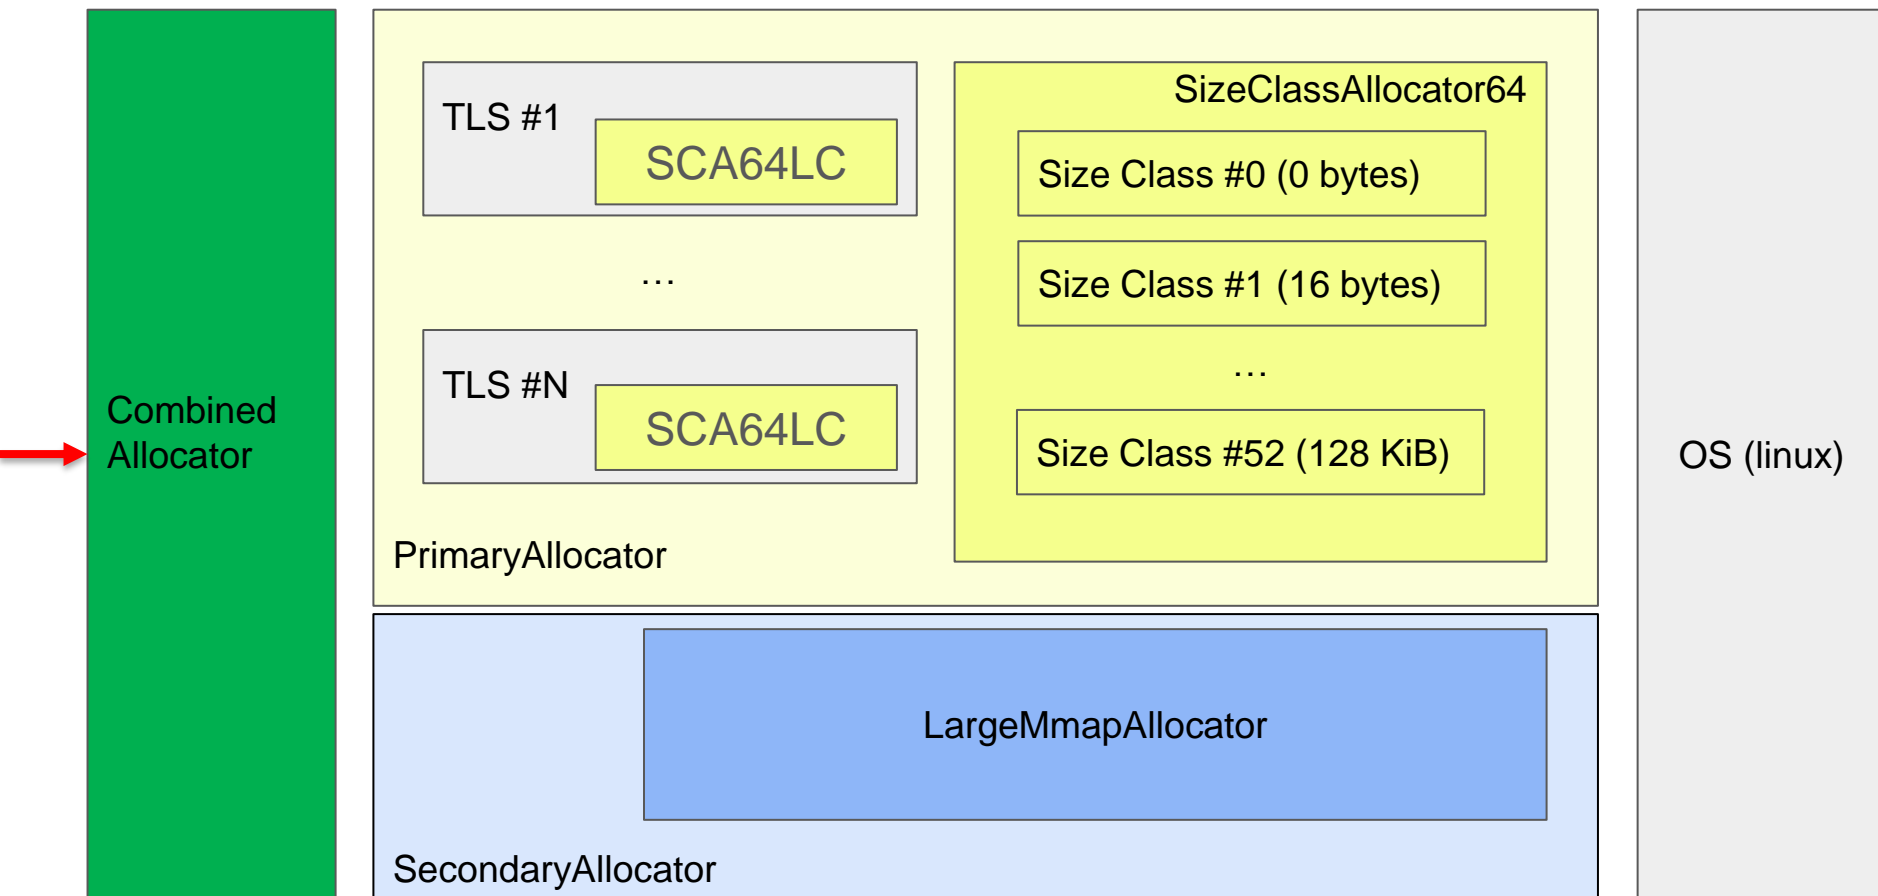 Combined
Allocator
TLS #1
SCA64LC
…
TLS #N
SCA64LC
PrimaryAllocator
SizeClassAllocator64
Size Class #0 (0 bytes)
Size Class #1 (16 bytes)
…
Size Class #52 (128 KiB)
LargeMmapAllocator
SecondaryAllocator
OS (linux)